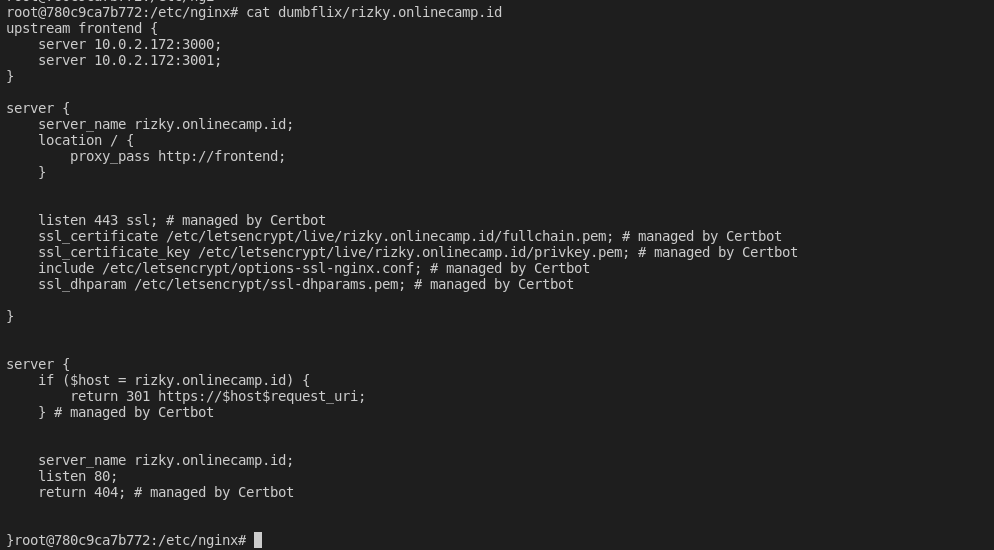 root@780c9ca7b772:/etc/nginx# cat dumbflix/rizky.onlinecamp.id
upstream frontend {
    server 10.0.2.172:3000;
    server 10.0.2.172:3001;
}

server {
    server_name rizky.onlinecamp.id;
    location / {
        proxy_pass http://frontend;
    }


    listen 443 ssl; # managed by Certbot
    ssl_certificate /etc/letsencrypt/live/rizky.onlinecamp.id/fullchain.pem; # managed by Certbot
    ssl_certificate_key /etc/letsencrypt/live/rizky.onlinecamp.id/privkey.pem; # managed by Certbot
    include /etc/letsencrypt/options-ssl-nginx.conf; # managed by Certbot
    ssl_dhparam /etc/letsencrypt/ssl-dhparams.pem; # managed by Certbot

}


server {
    if ($host = rizky.onlinecamp.id) {
        return 301 https://$host$request_uri;
    } # managed by Certbot


    server_name rizky.onlinecamp.id;
    listen 80;
    return 404; # managed by Certbot


}root@780c9ca7b772:/etc/nginx#